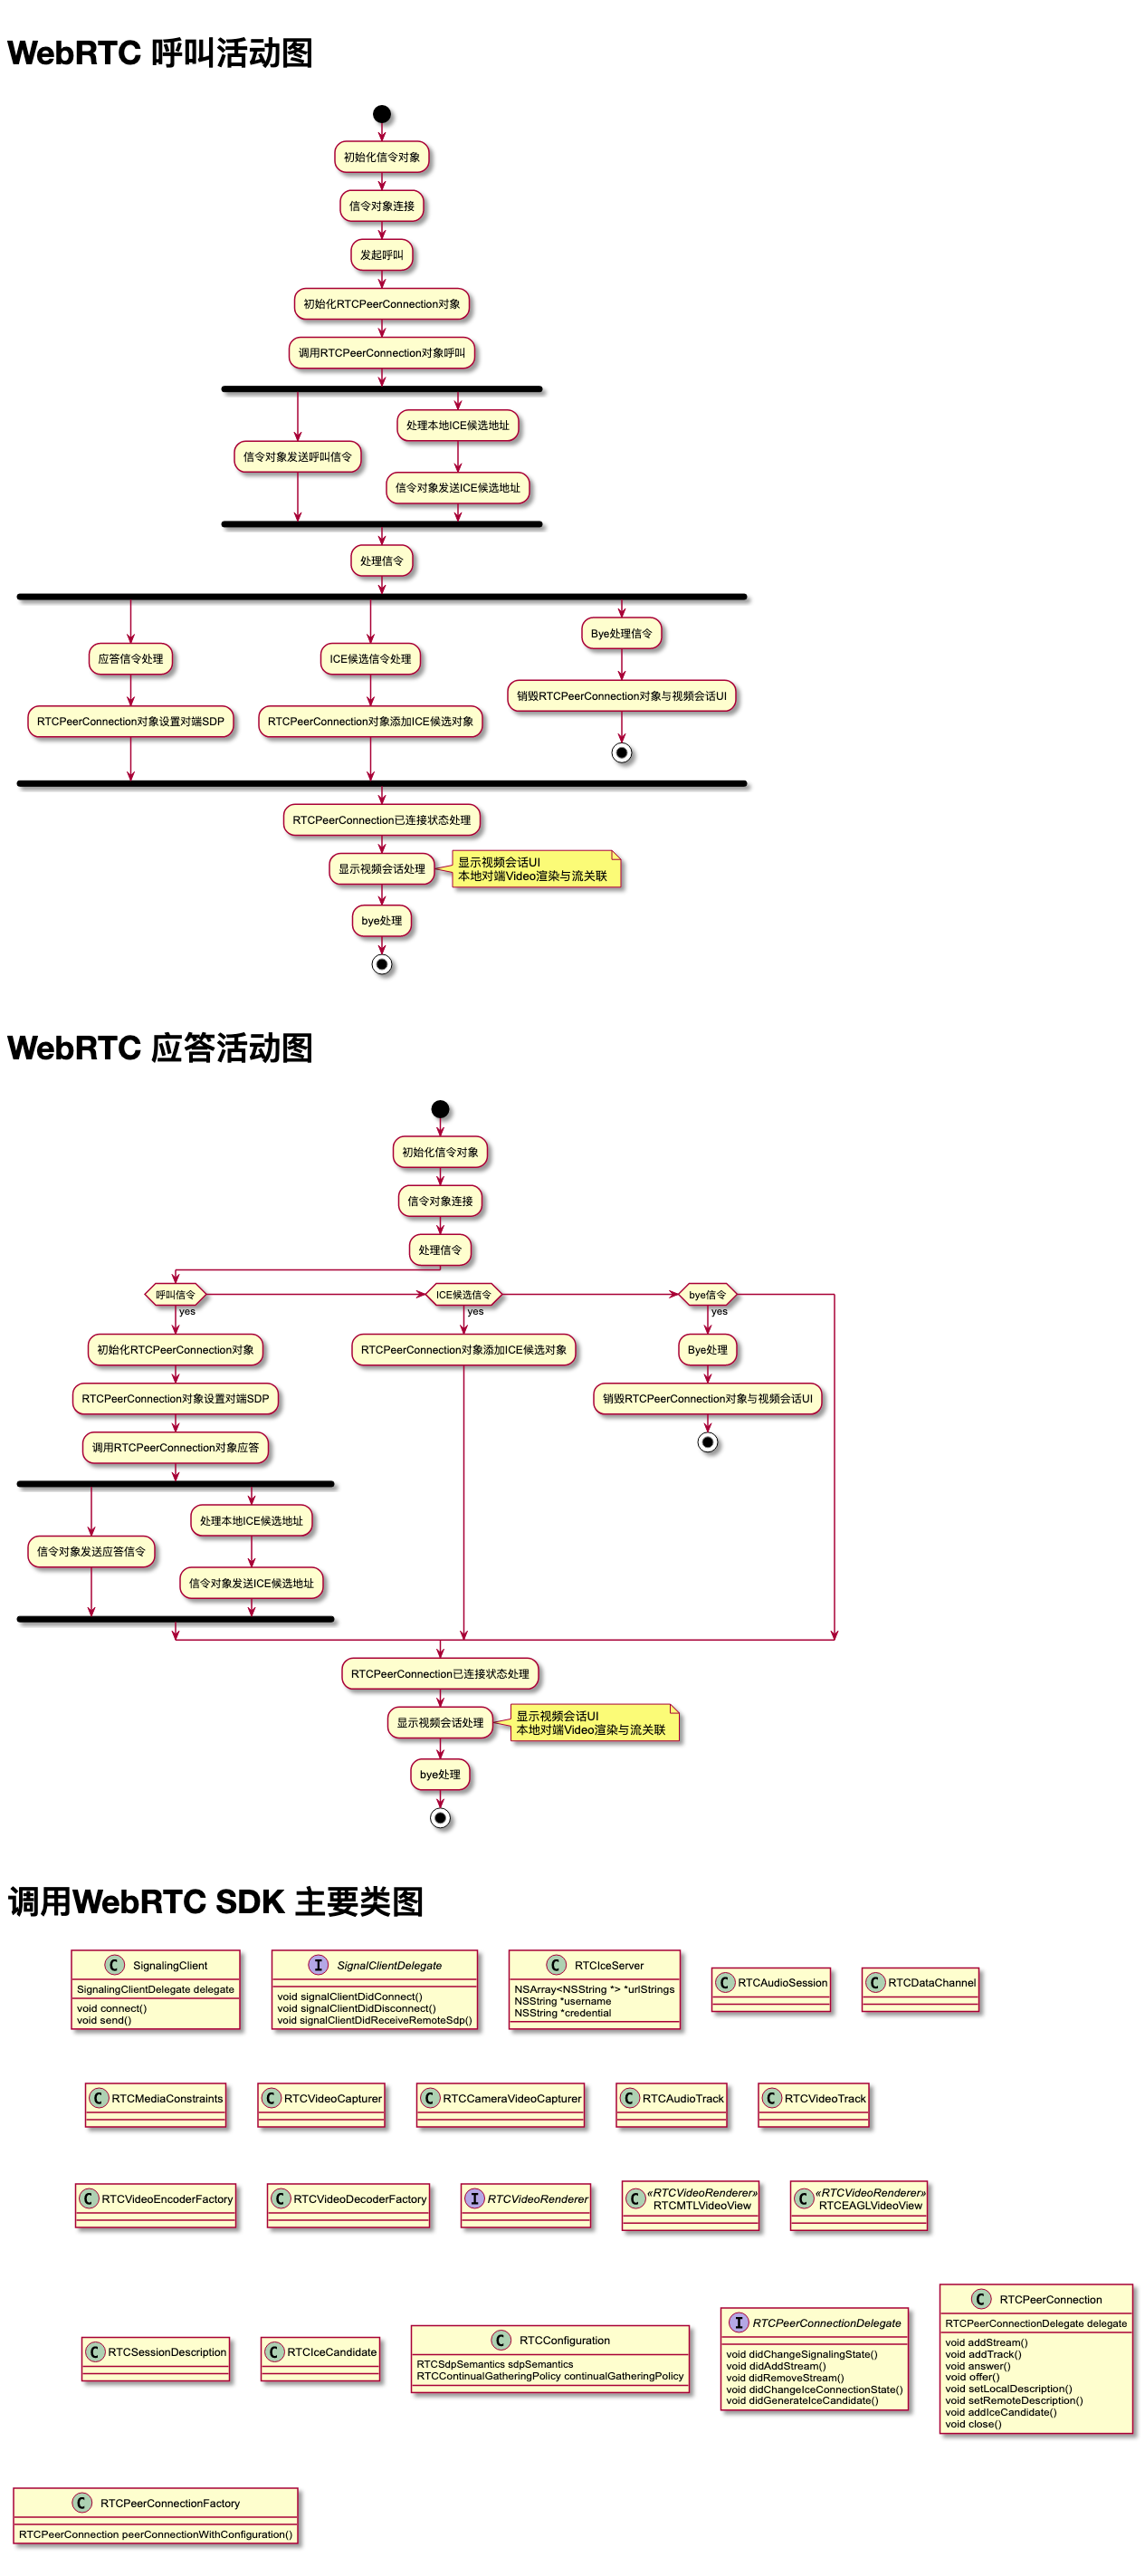 WebRTC 呼叫活动图
初始化信令对象
信令对象连接
发起呼叫
初始化RTCPeerConnection对象
调用RTCPeerConnection对象呼叫
处理本地ICE候选地址
信令对象发送呼叫信令
信令对象发送ICE候选地址
处理信令
Bye处理信令
应答信令处理
ICE候选信令处理
销毁RTCPeerConnection对象与视频会话UI
RTCPeerConnection对象设置对端SDP
RTCPeerConnection对象添加ICE候选对象
RTCPeerConnection已连接状态处理
显示视频会话处理
显示视频会话UI
本地对端Video渲染与流关联
bye处理
WebRTC 应答活动图
初始化信令对象
信令对象连接
处理信令
呼叫信令
ICE候选信令
bye信令
yes
yes
yes
初始化RTCPeerConnection对象
RTCPeerConnection对象添加ICE候选对象
Bye处理
RTCPeerConnection对象设置对端SDP
销毁RTCPeerConnection对象与视频会话UI
调用RTCPeerConnection对象应答
处理本地ICE候选地址
信令对象发送应答信令
信令对象发送ICE候选地址
RTCPeerConnection已连接状态处理
显示视频会话处理
显示视频会话UI
本地对端Video渲染与流关联
bye处理
调用WebRTC SDK 主要类图
C SignalingClient
SignalingClientDelegate delegate
void connect()
void send()
I SignalClientDelegate
void signalClientDidConnect()
void signalClientDidDisconnect()
void signalClientDidReceiveRemoteSdp()
C RTCIceServer
NSArray<NSString *> *urlStrings
NSString *username
NSString *credential
C RTCAudioSession
C RTCDataChannel
C RTCMediaConstraints
C RTCVideoCapturer
C RTCCameraVideoCapturer
C RTCAudioTrack
C RTCVideoTrack
C RTCVideoEncoderFactory
C RTCVideoDecoderFactory
I RTCVideoRenderer
«RTCVideoRenderer»
C RTCMTLVideoView
«RTCVideoRenderer»
C RTCEAGLVideoView
C RTCSessionDescription
C RTCIceCandidate
C RTCConfiguration
RTCSdpSemantics sdpSemantics
RTCContinualGatheringPolicy continualGatheringPolicy
I RTCPeerConnectionDelegate
void didChangeSignalingState()
void didAddStream()
void didRemoveStream()
void didChangeIceConnectionState()
void didGenerateIceCandidate()
C RTCPeerConnection
RTCPeerConnectionDelegate delegate
void addStream()
void addTrack()
void answer()
void offer()
void setLocalDescription()
void setRemoteDescription()
void addIceCandidate()
void close()
C RTCPeerConnectionFactory
RTCPeerConnection peerConnectionWithConfiguration()